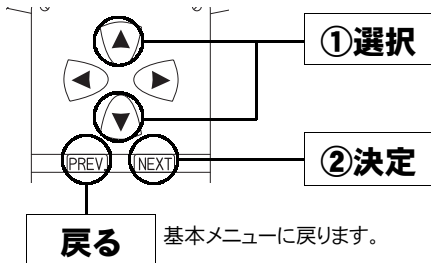 ①選択
PREV
NEXT
②決定
戻る
基本メニューに戻ります。